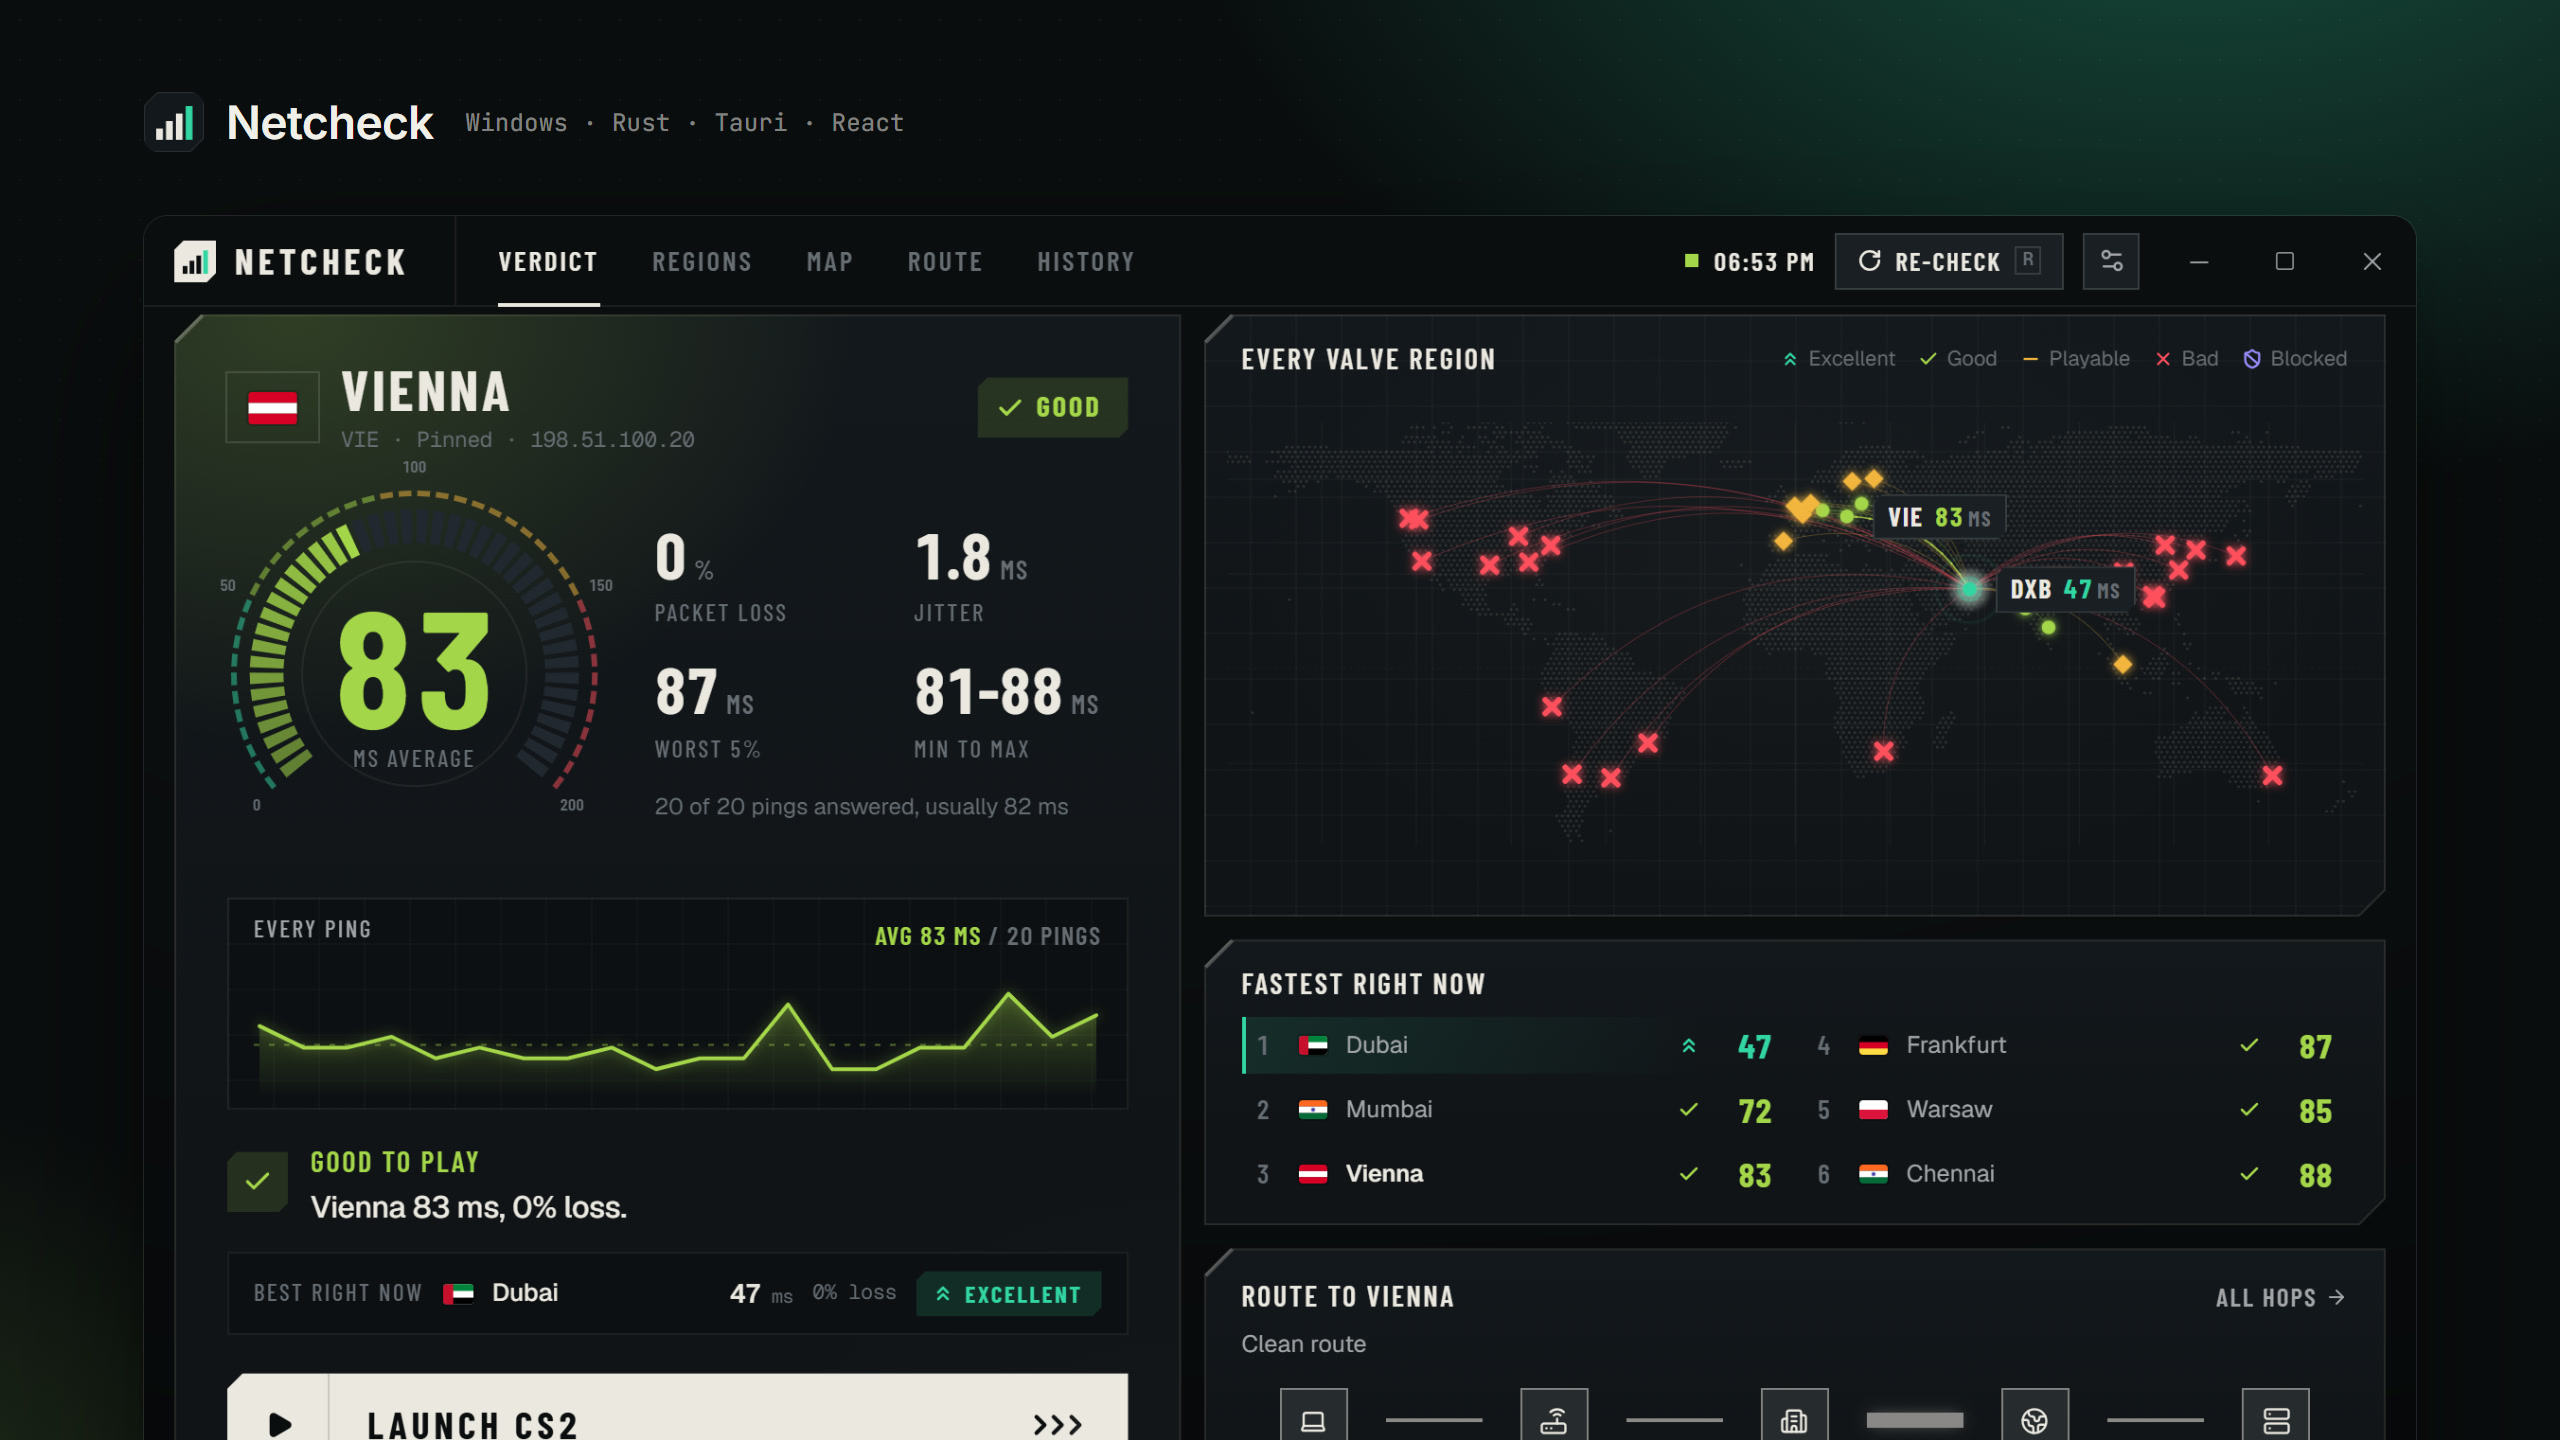 Netcheck Windows · Rust · Tauri · React
NETCHECK VERDICT REGIONS MAP ROUTE HISTORY 06:53 PM RE-CHECK R
VIENNA
VIE · Pinned · 198.51.100.20
GOOD
100
50
150
0
200
83
MS AVERAGE
0 %
PACKET LOSS
1.8 MS
JITTER
87 MS
WORST 5%
81-88 MS
MIN TO MAX
20 of 20 pings answered, usually 82 ms
EVERY PING
AVG 83 MS / 20 PINGS
GOOD TO PLAY
Vienna 83 ms, 0% loss.
BEST RIGHT NOW Dubai 47 ms 0% loss EXCELLENT
LAUNCH CS2
EVERY VALVE REGION
Excellent Good Playable Bad Blocked
VIE 83 MS
DXB 47 MS
FASTEST RIGHT NOW
1 Dubai 47
2 Mumbai 72
3 Vienna 83
4 Frankfurt 87
5 Warsaw 85
6 Chennai 88
ROUTE TO VIENNA
ALL HOPS
Clean route